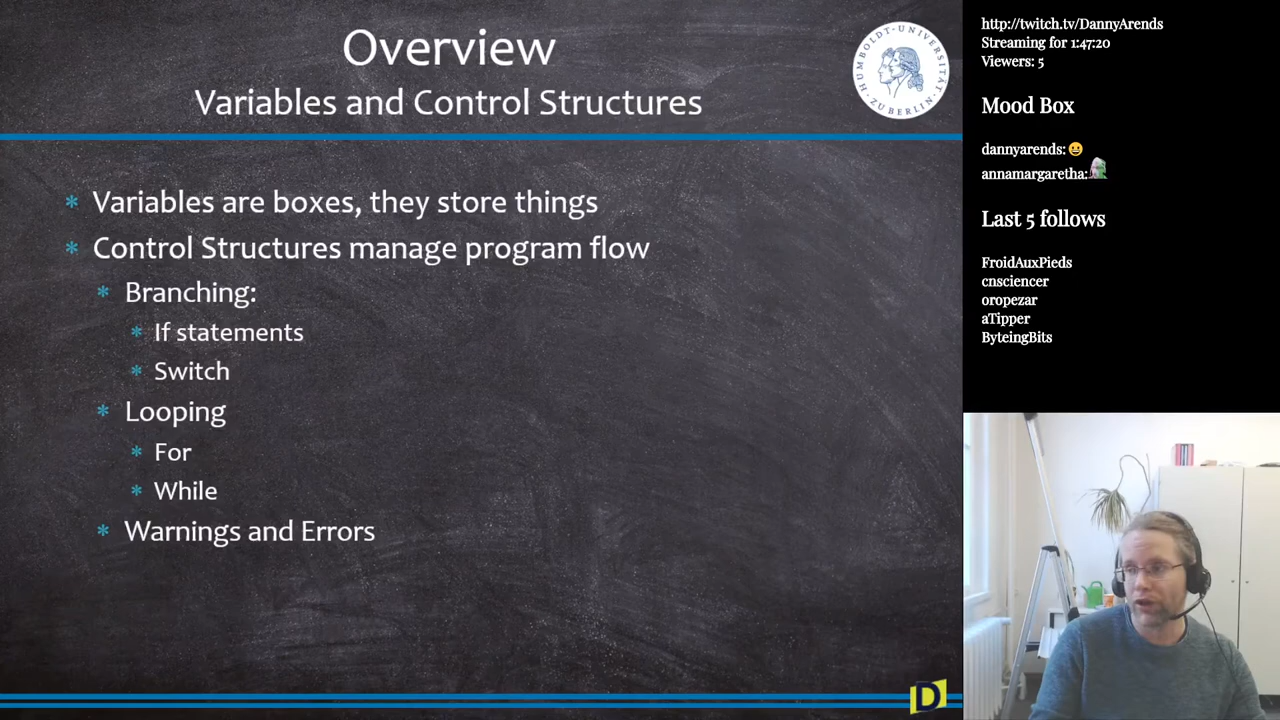 Overview
Variables and Control Structures
HUMBOLDT-UNIVERSITÄT ZU BERLIN
* Variables are boxes, they store things
* Control Structures manage program flow
* Branching:
* If statements
* Switch
* Looping
* For
* While
* Warnings and Errors
D
http://twitch.tv/DannyArends
Streaming for 1:47:20
Viewers: 5
Mood Box
dannyarends: 😀
annamargaretha:
Last 5 follows
FroidAuxPieds
cnsciencer
oropezar
aTipper
ByteingBits